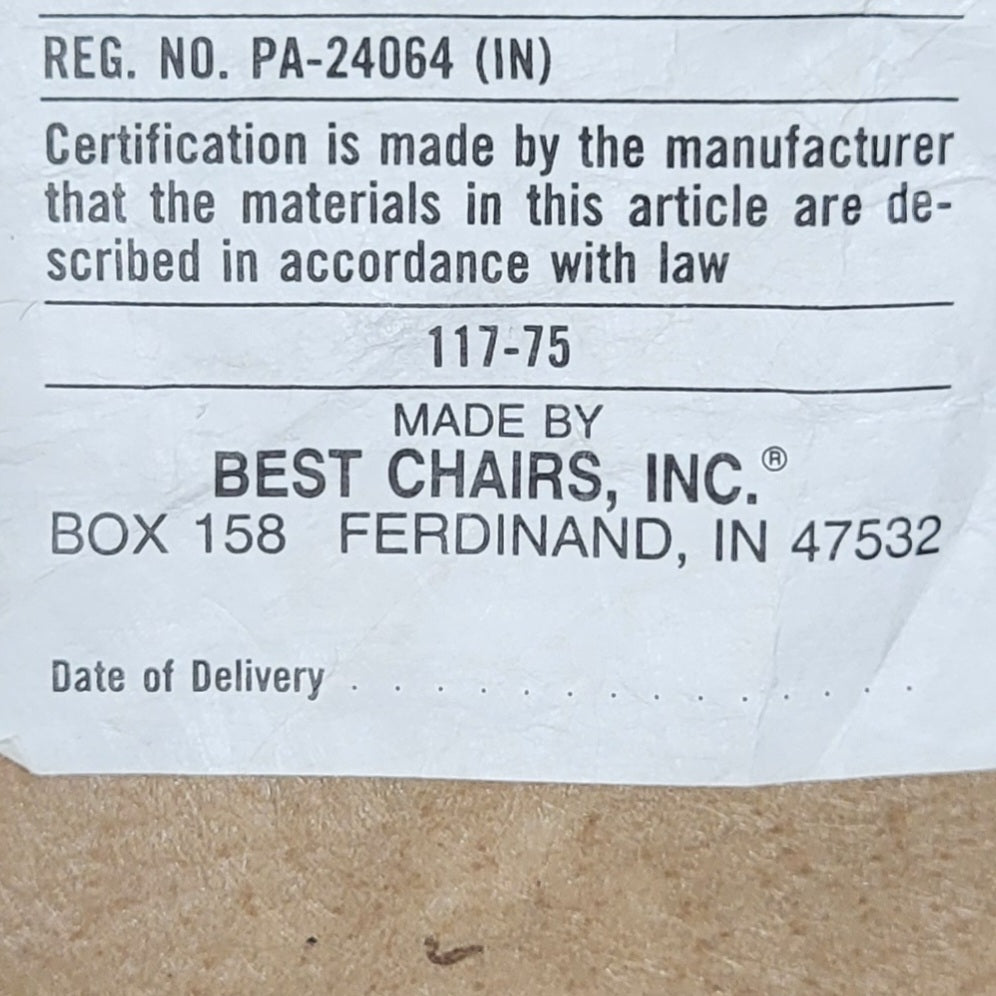 REG. NO. PA-24064 (IN)
Certification is made by the manufacturer
that the materials in this article are de-
scribed in accordance with law
117-75
MADE BY
BEST CHAIRS, INC.®
BOX 158 FERDINAND, IN 47532
Date of Delivery . . . . . . . . . . . . . .